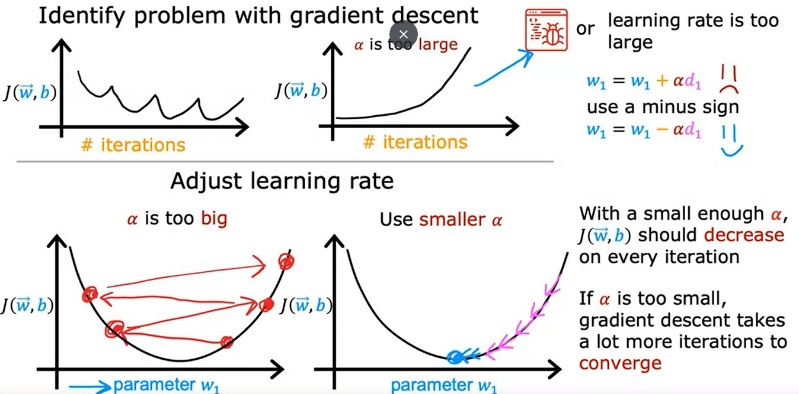 Identify problem with gradient descent
J(w⃗,b)
# iterations
α is too large
J(w⃗,b)
# iterations
or learning rate is too
large
w₁ = w₁ + αd₁
use a minus sign
w₁ = w₁ − αd₁
Adjust learning rate
α is too big
J(w⃗,b)
parameter w₁
Use smaller α
J(w⃗,b)
parameter w₁
With a small enough α,
J(w⃗,b) should decrease
on every iteration
If α is too small,
gradient descent takes
a lot more iterations to
converge